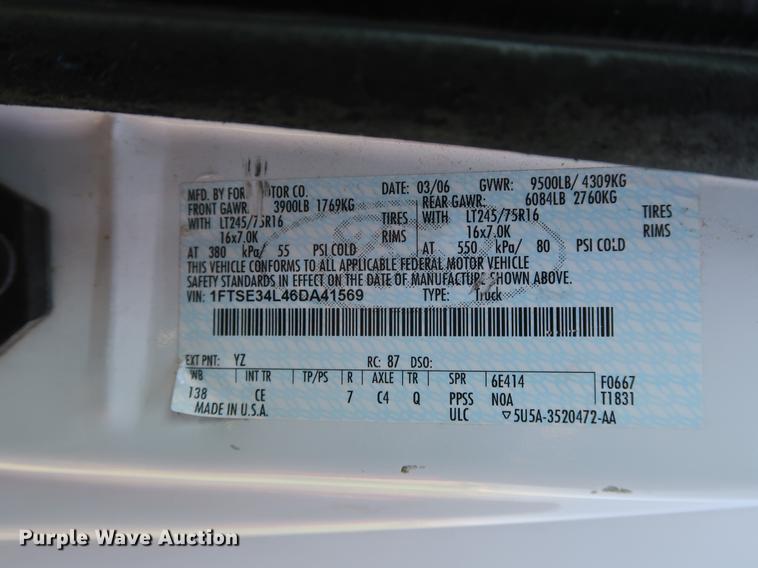 MFD. BY FOR OTOR CO. DATE: 03/06 GVWR: 9500LB/ 4309KG
FRONT GAWR: 3900LB 1769KG REAR GAWR: 6084LB 2760KG
WITH LT245/75R16 TIRES WITH LT245/75R16 TIRES
16x7.0K RIMS 16x7.0K RIMS
AT 380 kPa/ 55 PSI COLD AT 550 kPa/ 80 PSI COLD
THIS VEHICLE CONFORMS TO ALL APPLICABLE FEDERAL MOTOR VEHICLE
SAFETY STANDARDS IN EFFECT ON THE DATE OF MANUFACTURE SHOWN ABOVE
VIN: 1FTSE34L46DA41569 TYPE: Truck
EXT PNT: YZ RC: 87 DSO:
WB INT TR TP/PS R AXLE TR SPR 6E414 F0667
138 CE 7 C4 Q PPSS NOA T1831
MADE IN U.S.A. ULC ▽5U5A-3520472-AA
Purple Wave Auction